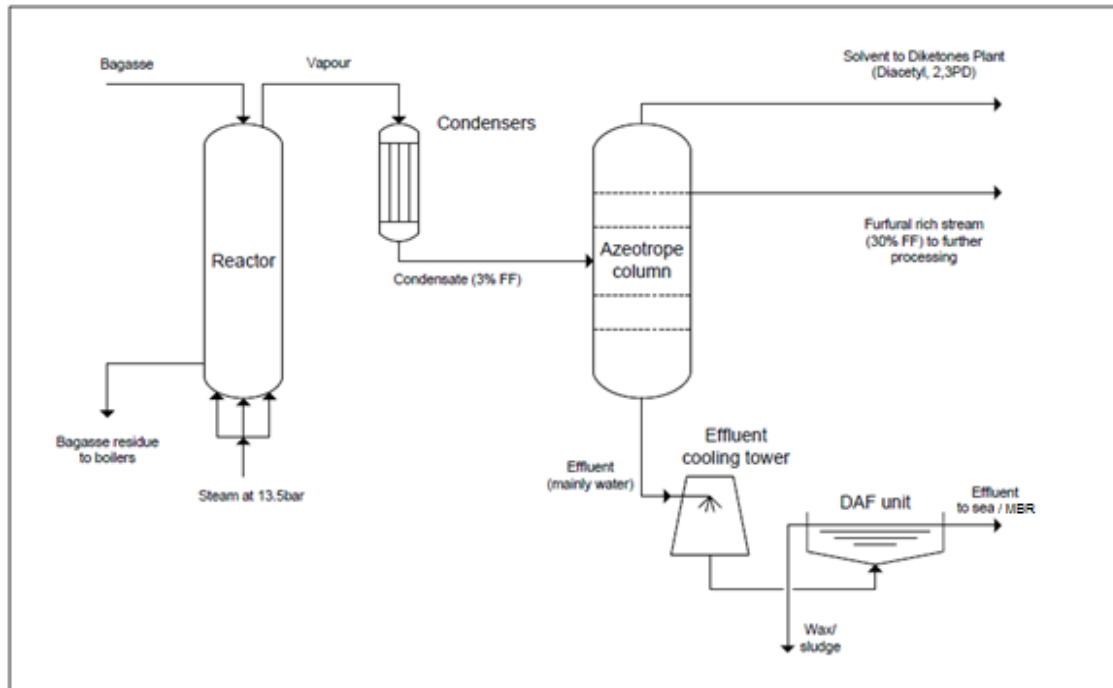 Solvent to Diketones Plant
(Diacetyl, 2,3PD)
Bagasse
Vapour
Condensers
Furfural rich stream
(30% FF) to further
processing
Azeotrope
column
Reactor
Condensate (3% FF)
Bagasse residue
to boilers
Steam at 13.5bar
Effluent
cooling tower
Effluent
(mainly water)
DAF unit
Effluent
to sea / MBR
Wax/
sludge